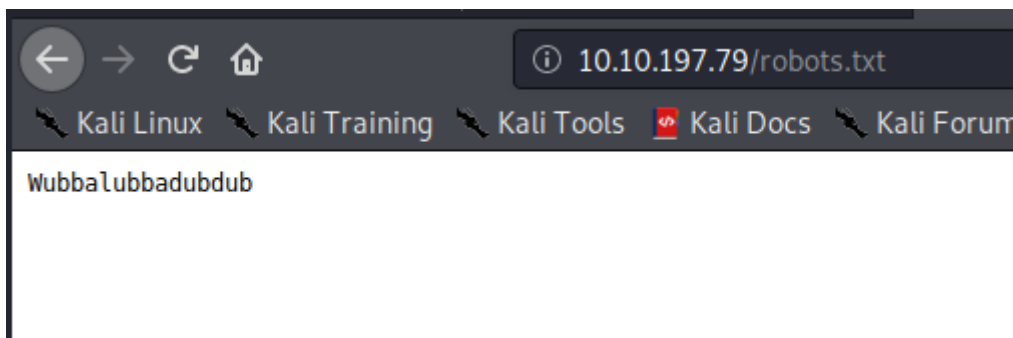 10.10.197.79/robots.txt
Kali Linux Kali Training Kali Tools Kali Docs Kali Forum
Wubbalubbadubdub